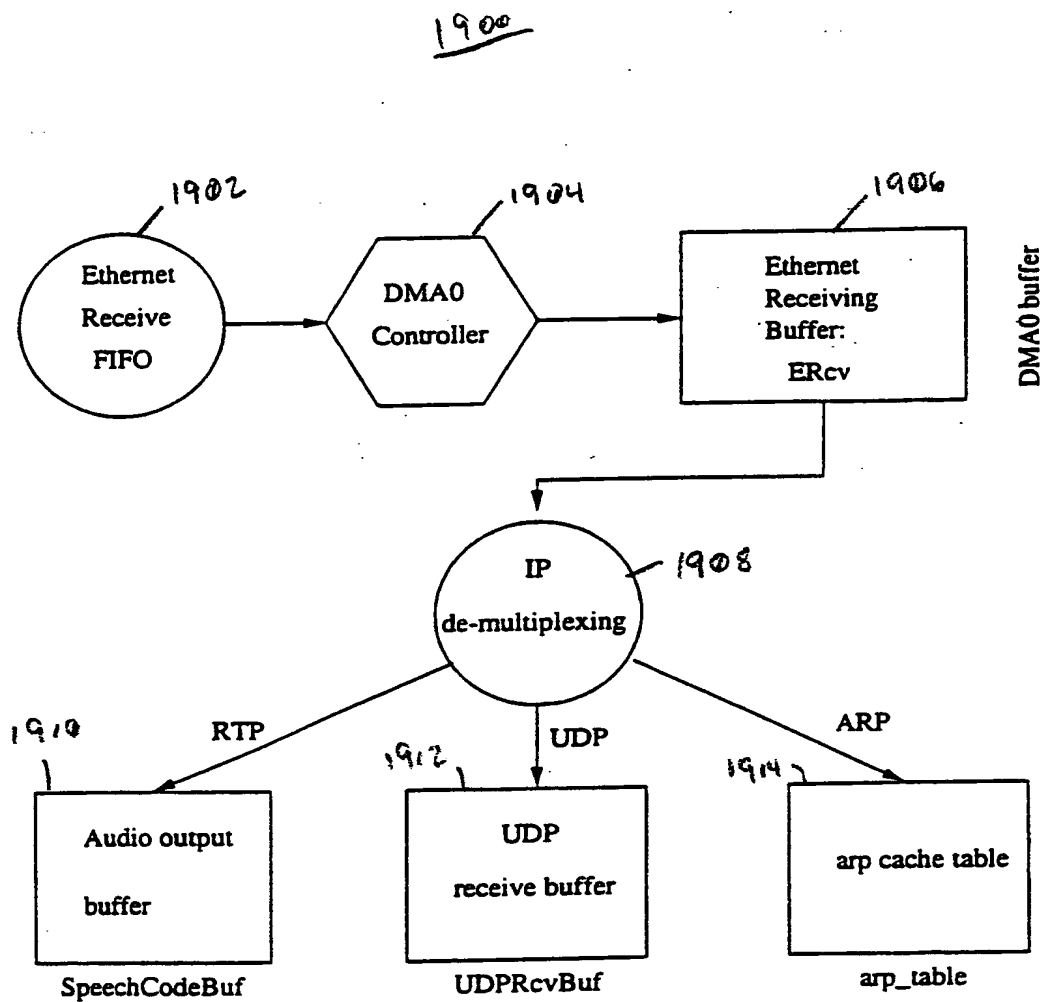 1900
1902
1904
1906
Ethernet
Receive
FIFO
DMA0
Controller
Ethernet
Receiving
Buffer:
ERcv
DMA0 buffer
IP
de-multiplexing
1908
RTP
UDP
ARP
1910
1912
1914
Audio output
buffer
UDP
receive buffer
arp cache table
SpeechCodeBuf
UDPRcvBuf
arp_table